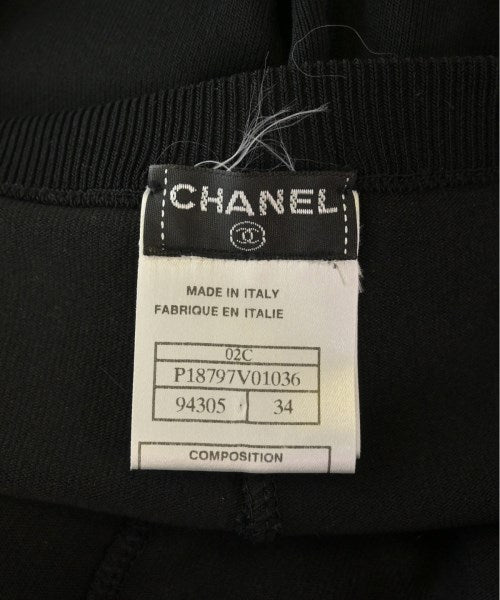 CHANEL
MADE IN ITALY
FABRIQUE EN ITALIE
02C
P18797V01036
94305 34
COMPOSITION